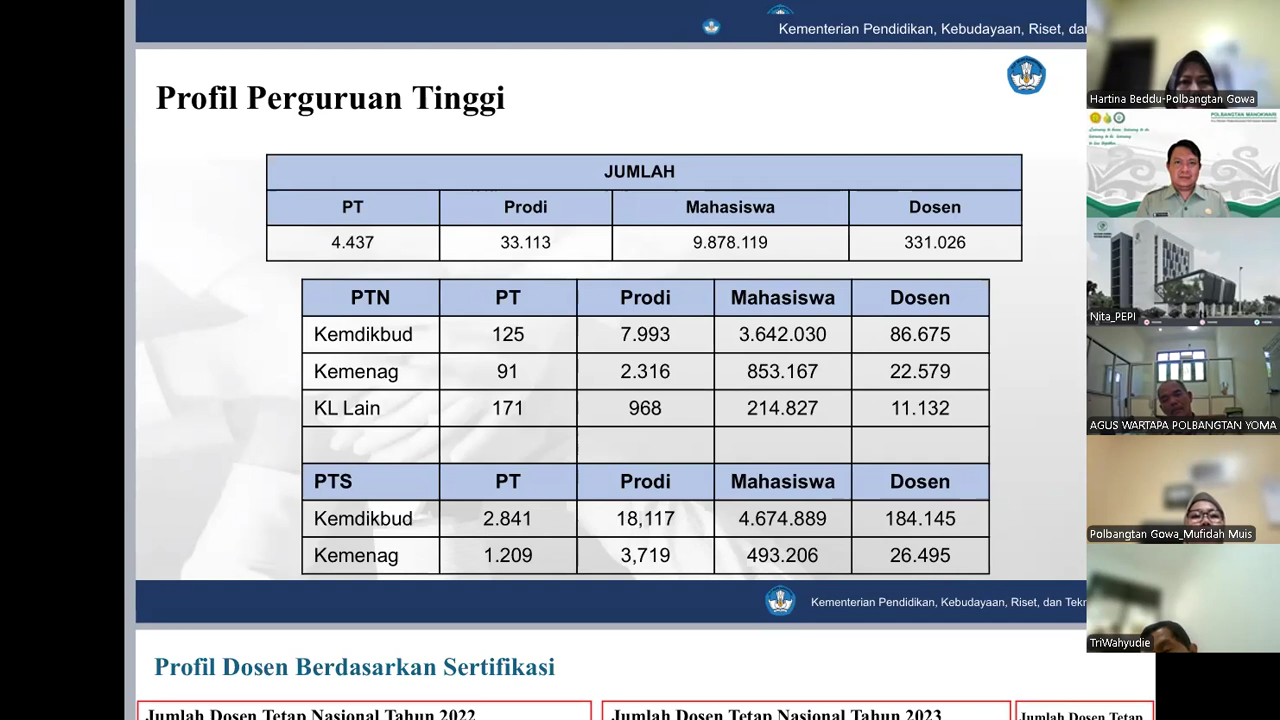 Kementerian Pendidikan, Kebudayaan, Riset, dan
Profil Perguruan Tinggi
JUMLAH
PT Prodi Mahasiswa Dosen
4.437 33.113 9.878.119 331.026
PTN PT Prodi Mahasiswa Dosen
Kemdikbud 125 7.993 3.642.030 86.675
Kemenag 91 2.316 853.167 22.579
KL Lain 171 968 214.827 11.132
PTS PT Prodi Mahasiswa Dosen
Kemdikbud 2.841 18,117 4.674.889 184.145
Kemenag 1.209 3,719 493.206 26.495
Kementerian Pendidikan, Kebudayaan, Riset, dan Tekn
Profil Dosen Berdasarkan Sertifikasi
Jumlah Dosen Tetap Nasional Tahun 2022
Jumlah Dosen Tetap Nasional Tahun 2023
Jumlah Dosen Tetap
Hartina Beddu-Polbangtan Gowa
POLBANGTAN MANOKWARI
Nita_PEPI
AGUS WARTAPA POLBANGTAN YOMA
Polbangtan Gowa_Mufidah Muis
TriWahyudie